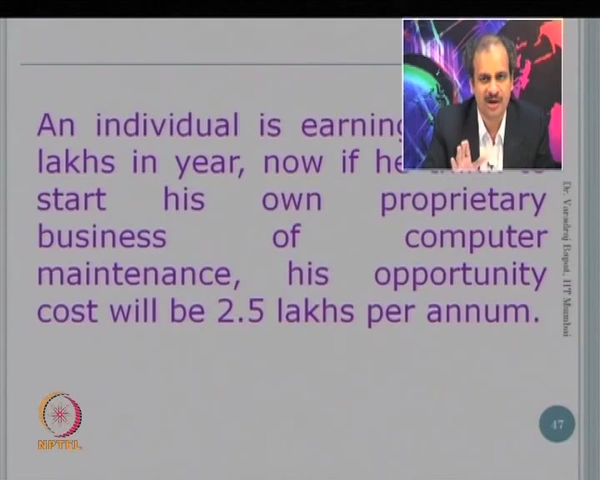 An individual is earning
lakhs in year, now if he
start his own proprietary
business of computer
maintenance, his opportunity
cost will be 2.5 lakhs per annum.
Dr. Varadraj Bapat, IIT Mumbai
47
NPTEL